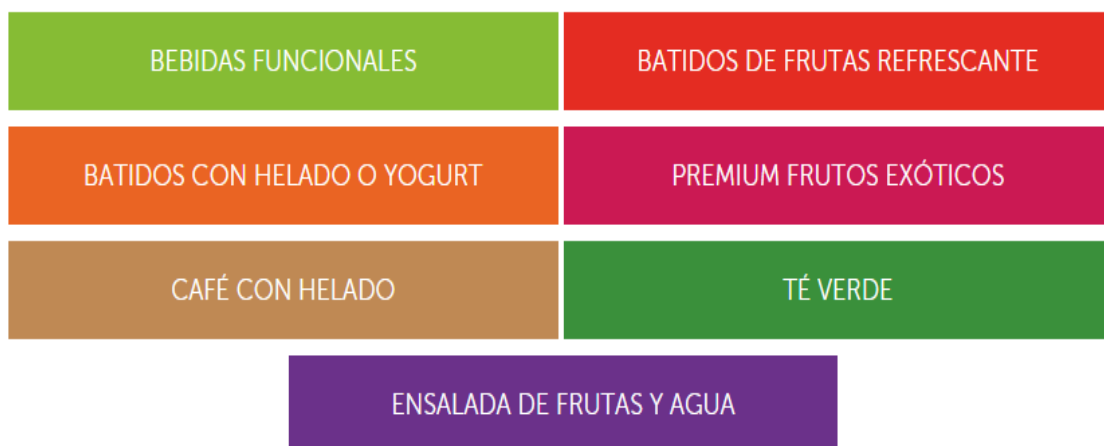 BEBIDAS FUNCIONALES
BATIDOS DE FRUTAS REFRESCANTE
BATIDOS CON HELADO O YOGURT
PREMIUM FRUTOS EXÓTICOS
CAFÉ CON HELADO
TÉ VERDE
ENSALADA DE FRUTAS Y AGUA